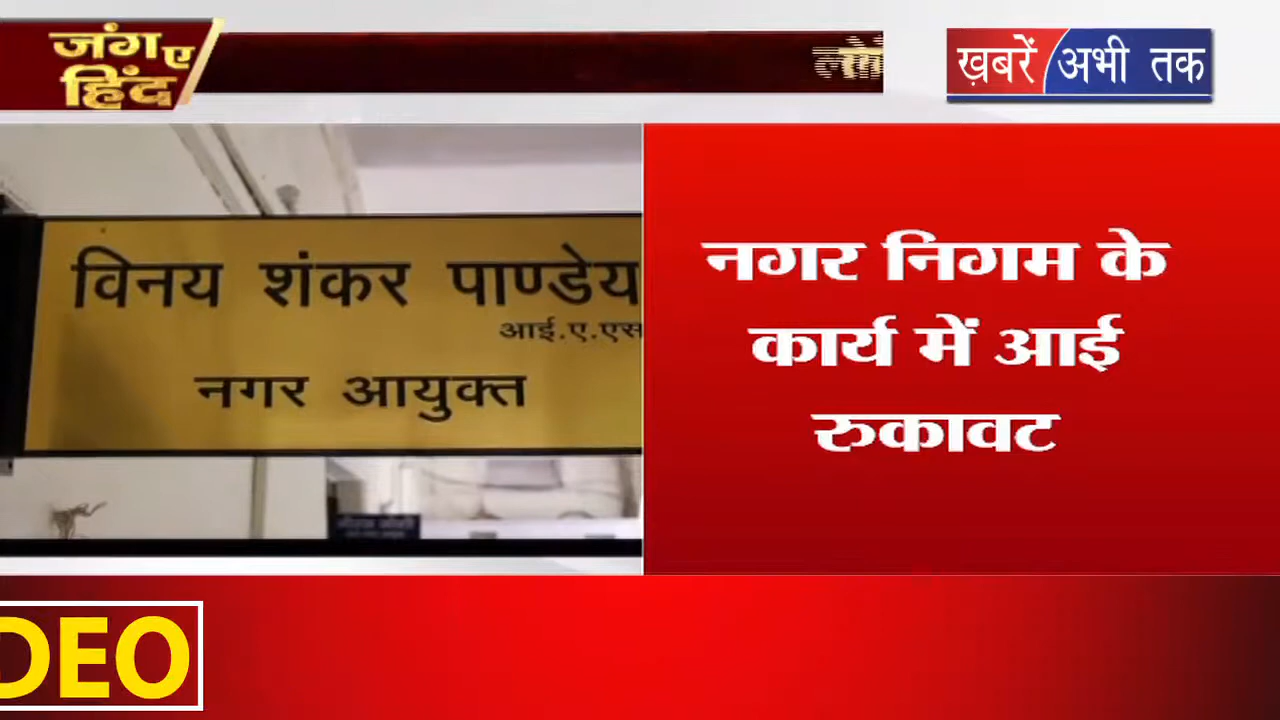 जंग ए
हिंद
ख़बरें अभी तक
विनय शंकर पाण्डेय
आई.ए.एस
नगर आयुक्त
नगर निगम के
कार्य में आई
रुकावट
DEO